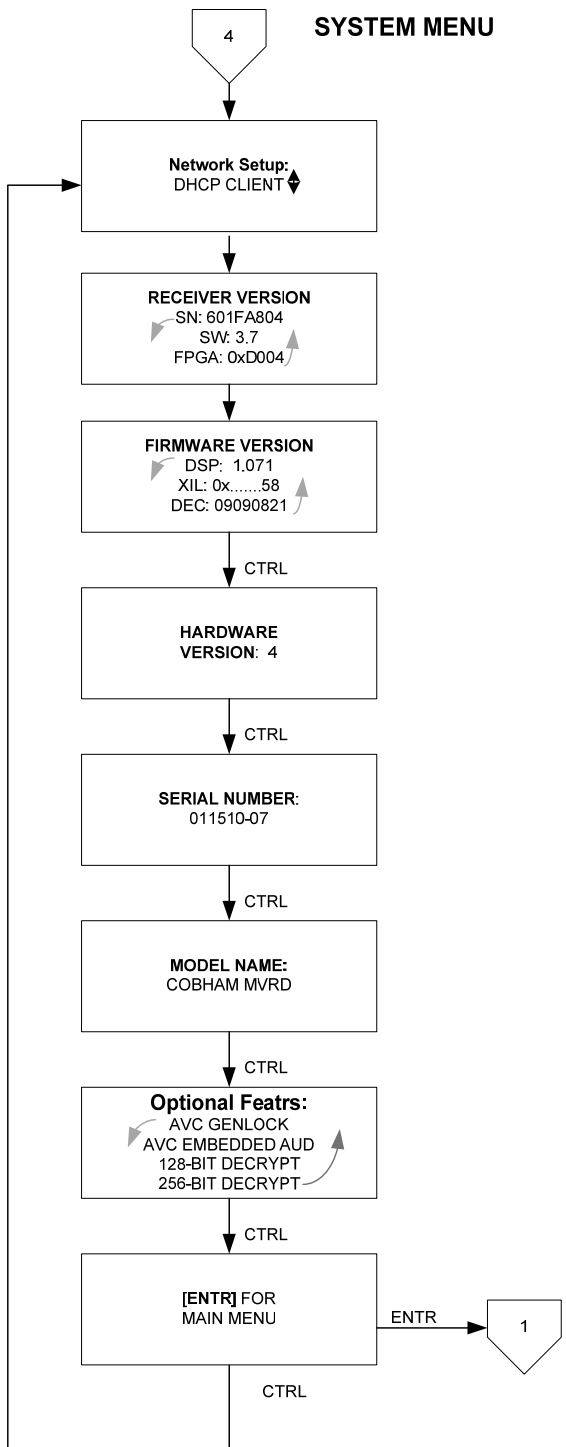 4
SYSTEM MENU
Network Setup:
DHCP CLIENT
RECEIVER VERSION
SN: 601FA804
SW: 3.7
FPGA: 0xD004
FIRMWARE VERSION
DSP: 1.071
XIL: 0x.......58
DEC: 09090821
CTRL
HARDWARE
VERSION: 4
CTRL
SERIAL NUMBER:
011510-07
CTRL
MODEL NAME:
COBHAM MVRD
CTRL
Optional Featrs:
AVC GENLOCK
AVC EMBEDDED AUD
128-BIT DECRYPT
256-BIT DECRYPT
CTRL
[ENTR] FOR
MAIN MENU
ENTR
1
CTRL